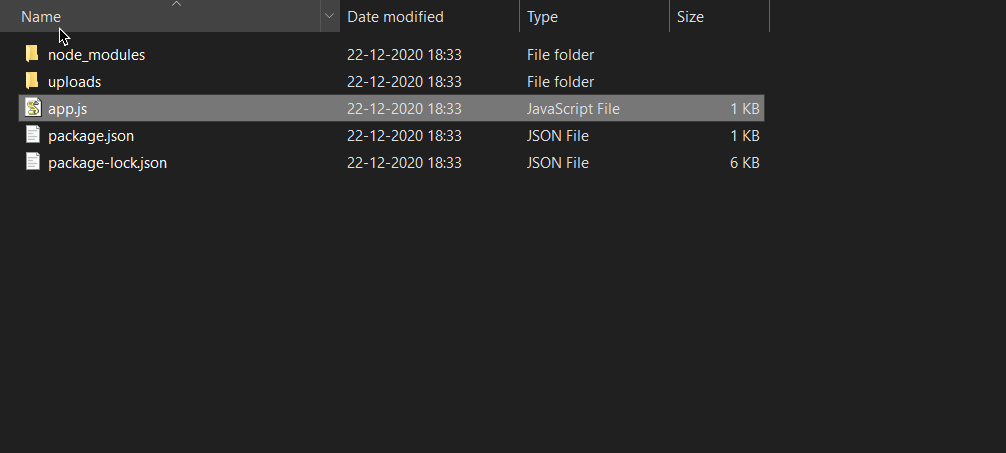 Name Date modified Type Size
node_modules 22-12-2020 18:33 File folder
uploads 22-12-2020 18:33 File folder
app.js 22-12-2020 18:33 JavaScript File 1 KB
package.json 22-12-2020 18:33 JSON File 1 KB
package-lock.json 22-12-2020 18:33 JSON File 6 KB